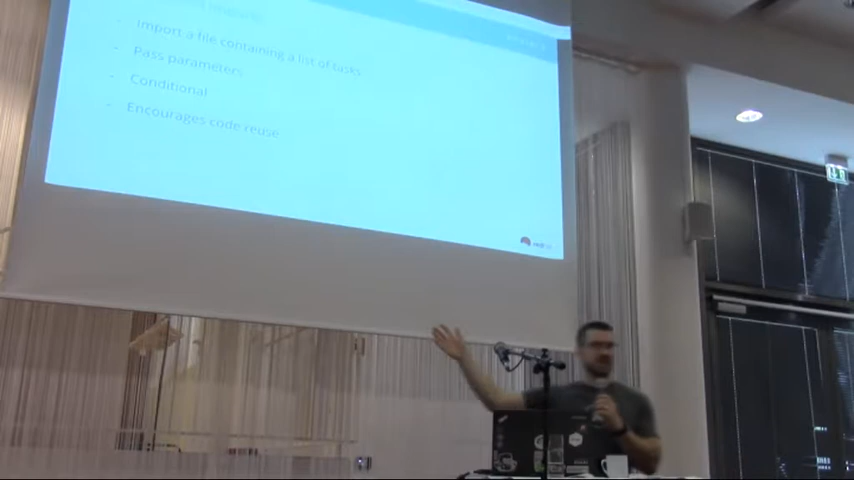 - Import a file containing a list of tasks
- Pass parameters
- Conditional
- Encourages code reuse